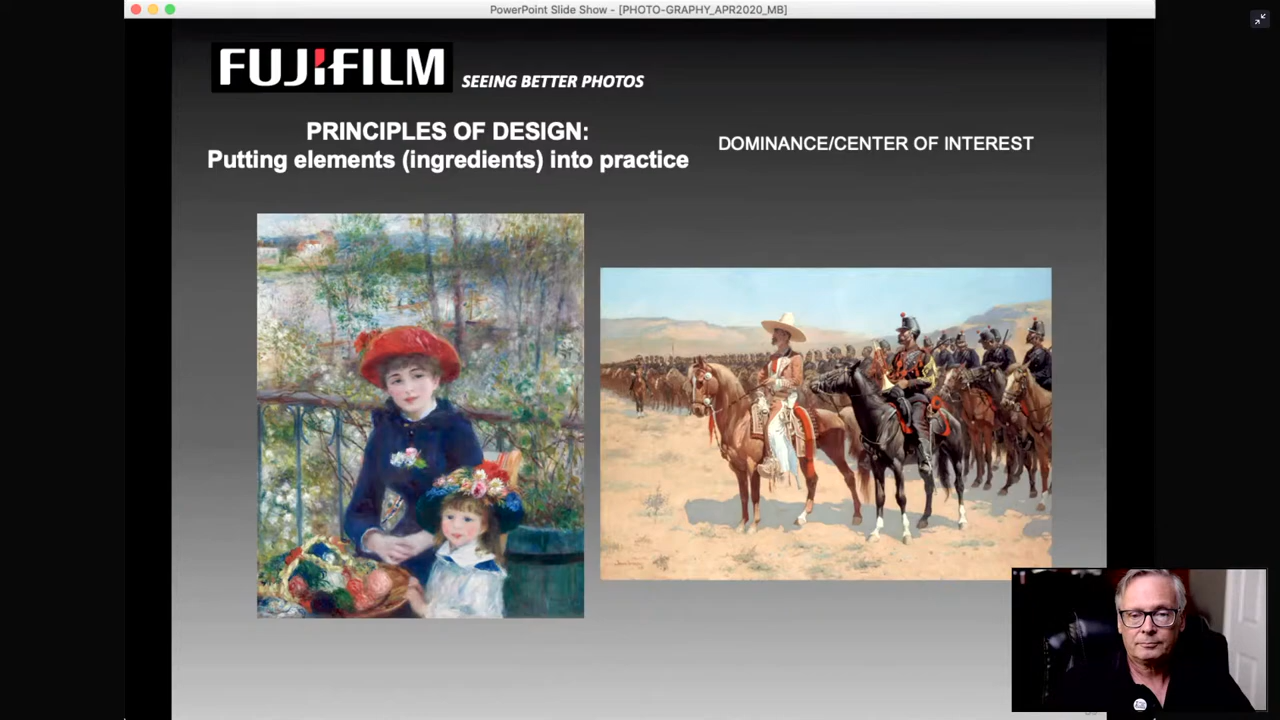 PowerPoint Slide Show - [PHOTO-GRAPHY_APR2020_MB]
FUJIFILM SEEING BETTER PHOTOS
PRINCIPLES OF DESIGN:
Putting elements (ingredients) into practice
DOMINANCE/CENTER OF INTEREST